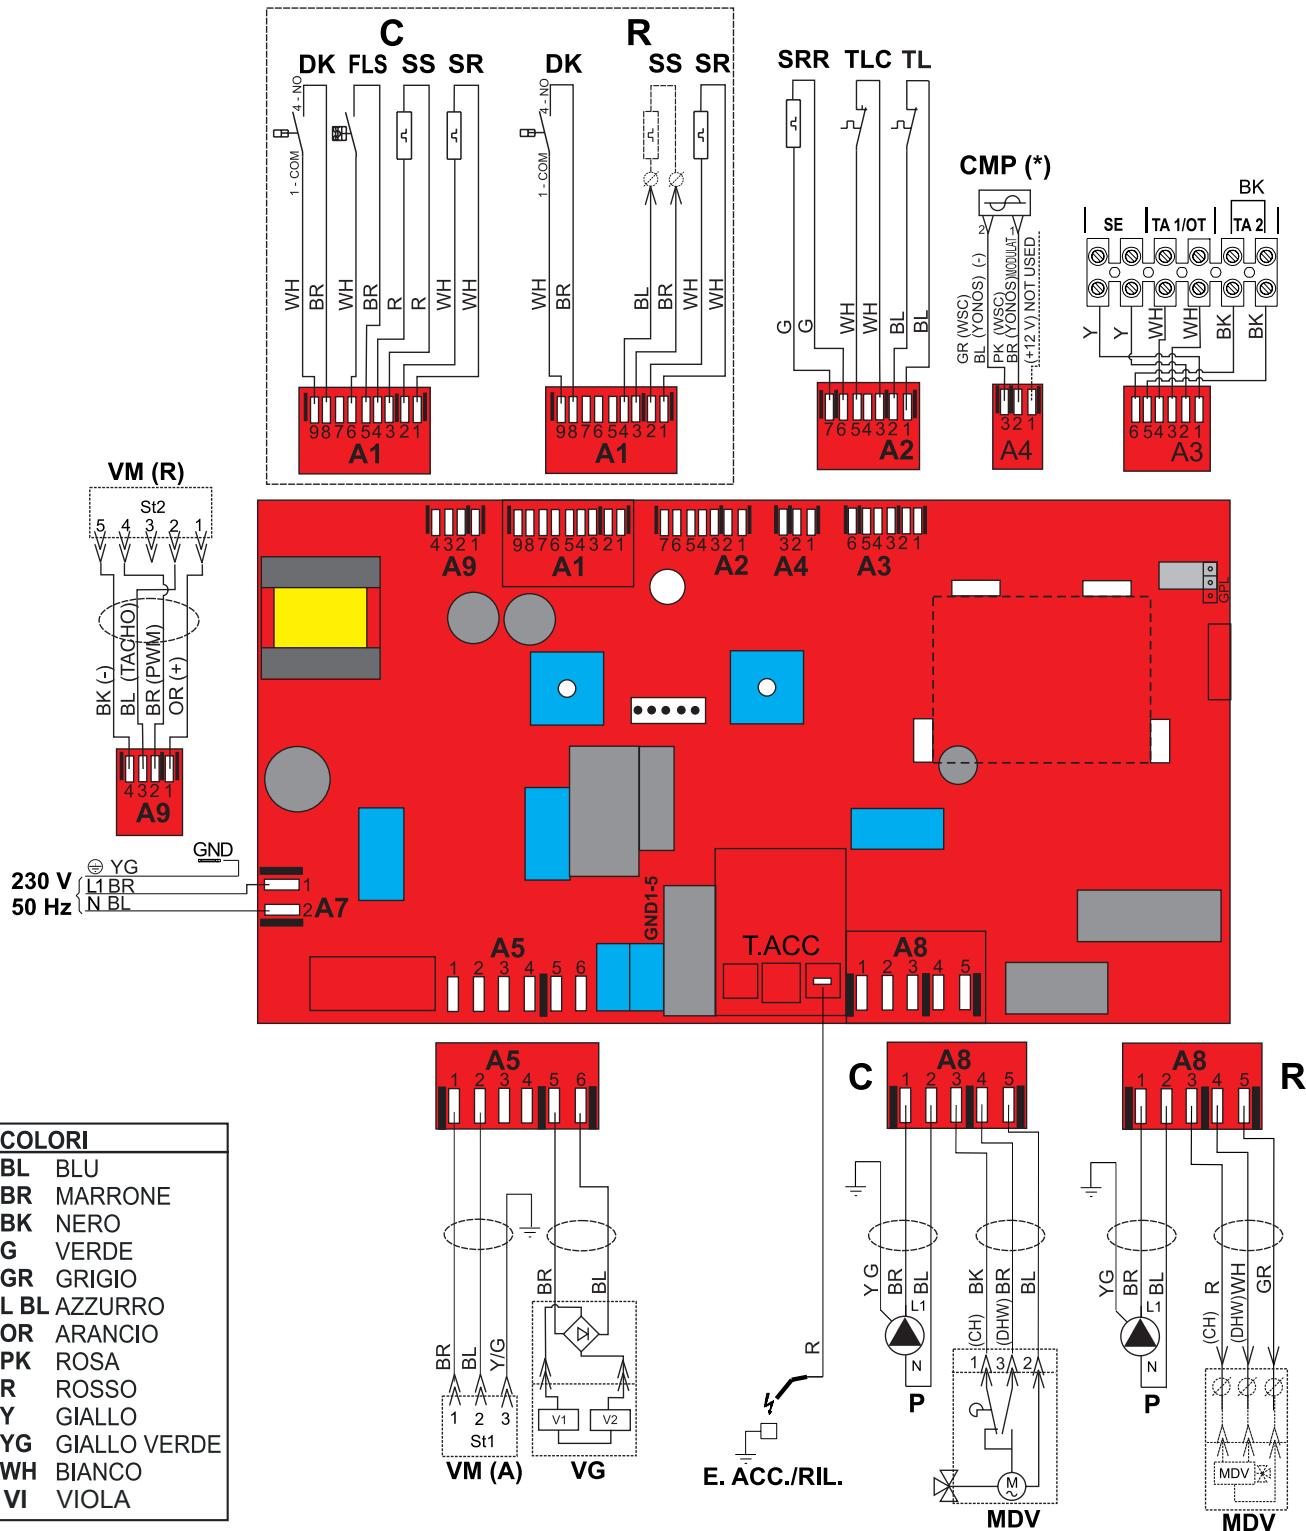 C
R
DK FLS SS SR
DK SS SR
SRR TLC TL
CMP (*)
4 - NO
1 - COM
4 - NO
1 - COM
2 1
BK
SE TA 1/OT TA 2
WH BR WH BR R R WH WH
WH BR BL BR WH WH
G G WH WH BL BL
GR (WSC)
BL (YONOS) (-)
PK (WSC)
BR (YONOS) MODULAT
(+12 V) NOT USED
Y Y WH WH BK BK
9 8 7 6 5 4 3 2 1
A1
9 8 7 6 5 4 3 2 1
A1
7 6 5 4 3 2 1
A2
3 2 1
A4
6 5 4 3 2 1
A3
VM (R)
St2
5 4 3 2 1
BK (-)
BL (TACHO)
BR (PWM)
OR (+)
4 3 2 1
A9
4 3 2 1
A9
9 8 7 6 5 4 3 2 1
A1
7 6 5 4 3 2 1
A2
3 2 1
A4
6 5 4 3 2 1
A3
GPL
GND
YG
230 V L1 BR
50 Hz N BL
1
2 A7
GND1-5
A5
1 2 3 4 5 6
T.ACC
A8
1 2 3 4 5
A5
1 2 3 4 5 6
C
A8
1 2 3 4 5
A8
1 2 3 4 5
R
COLORI
BL BLU
BR MARRONE
BK NERO
G VERDE
GR GRIGIO
L BL AZZURRO
OR ARANCIO
PK ROSA
R ROSSO
Y GIALLO
YG GIALLO VERDE
WH BIANCO
VI VIOLA
BR BL Y/G
BR BL
1 2 3
St1
VM (A)
V1 V2
VG
R
E. ACC./RIL.
YG BR BL
L1
N
P
(CH) BK
(DHW) BR
BL
1 3 2
M
MDV
YG BR BL
L1
N
P
(CH) R
(DHW) WH
GR
MDV
MDV